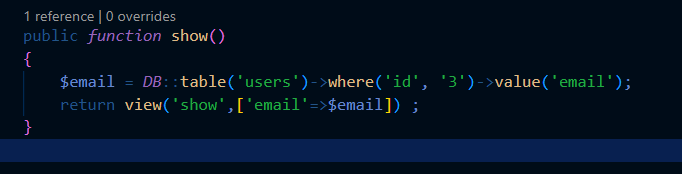 1 reference | 0 overrides
public function show()
{
$email = DB::table('users')->where('id', '3')->value('email');
return view('show',['email'=>$email]) ;
}